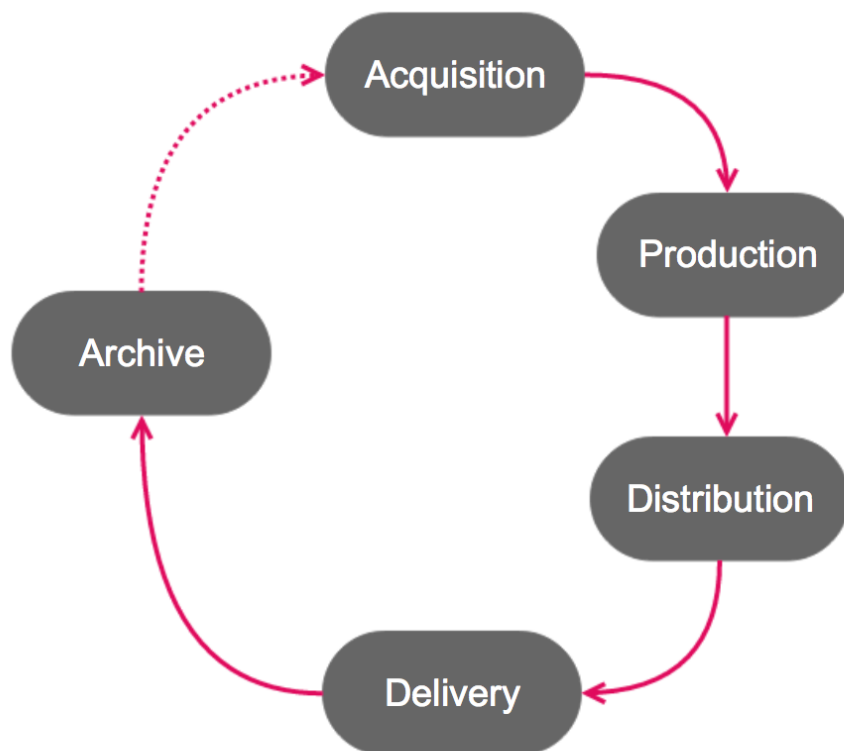 Acquisition
Production
Distribution
Delivery
Archive